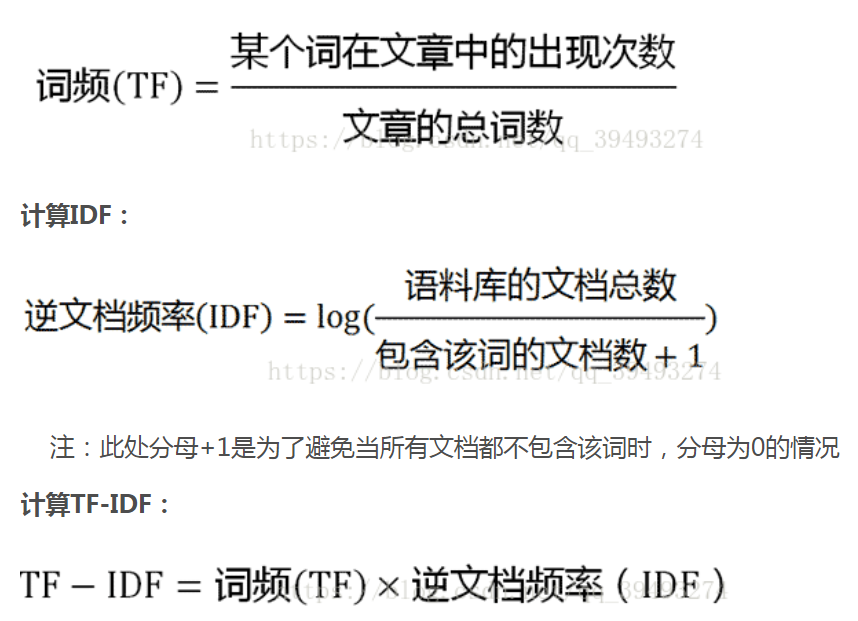 某个词在文章中的出现次数
词频(TF) =
文章的总词数
https://blog.csdn.net/qq_39493274
计算IDF：
语料库的文档总数
逆文档频率(IDF) = log( )
包含该词的文档数 + 1
https://blog.csdn.net/qq_39493274
注：此处分母+1是为了避免当所有文档都不包含该词时，分母为0的情况
计算TF-IDF：
TF − IDF = 词频(TF) × 逆文档频率（IDF）
https://blog.csdn.net/qq_39493274